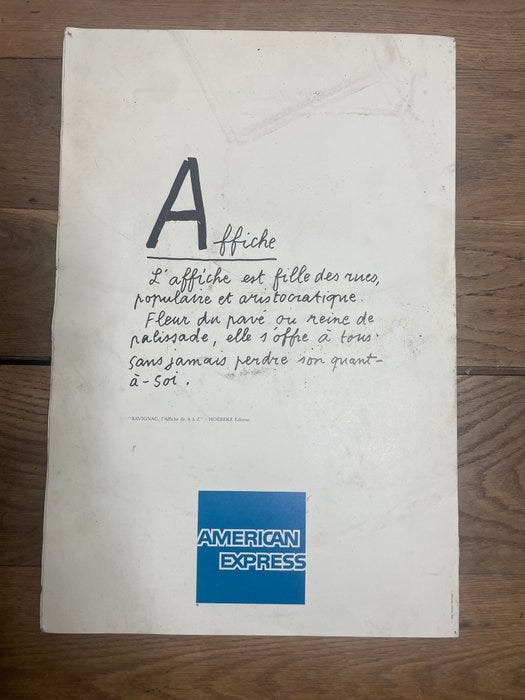 Affiche
L'affiche est fille des rues,
populaire et aristocratique.
Fleur du pavé ou reine de
palissade, elle s'offre à tous
sans jamais perdre son quant-
à-soi.
"SAVIGNAC, l'Affiche de A à Z" - HOËBEKE Editeur
AMERICAN
EXPRESS